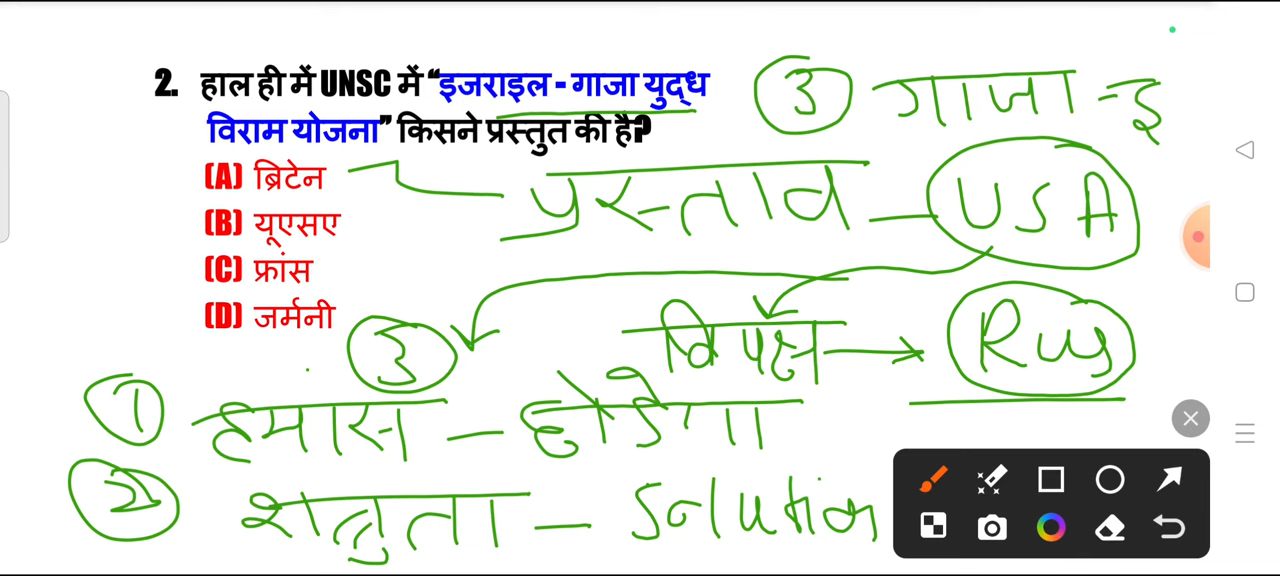 2. हाल ही में UNSC में “इजराइल - गाजा युद्ध
विराम योजना” किसने प्रस्तुत की है?
(A) ब्रिटेन
(B) यूएसए
(C) फ्रांस
(D) जर्मनी
3 गाजा - इ
प्रस्ताव - USA
विपक्ष → Rus
3
1 हमास - छोड़ेगा
2 शत्रुता - Solution